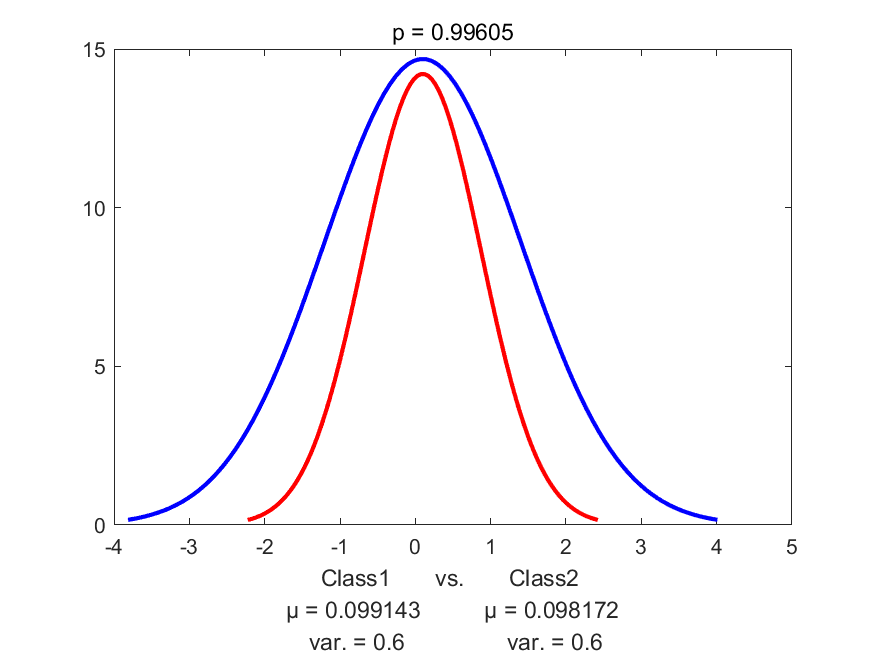 p = 0.99605
15
10
5
0
-4 -3 -2 -1 0 1 2 3 4 5
Class1 vs. Class2
μ = 0.099143 μ = 0.098172
var. = 0.6 var. = 0.6